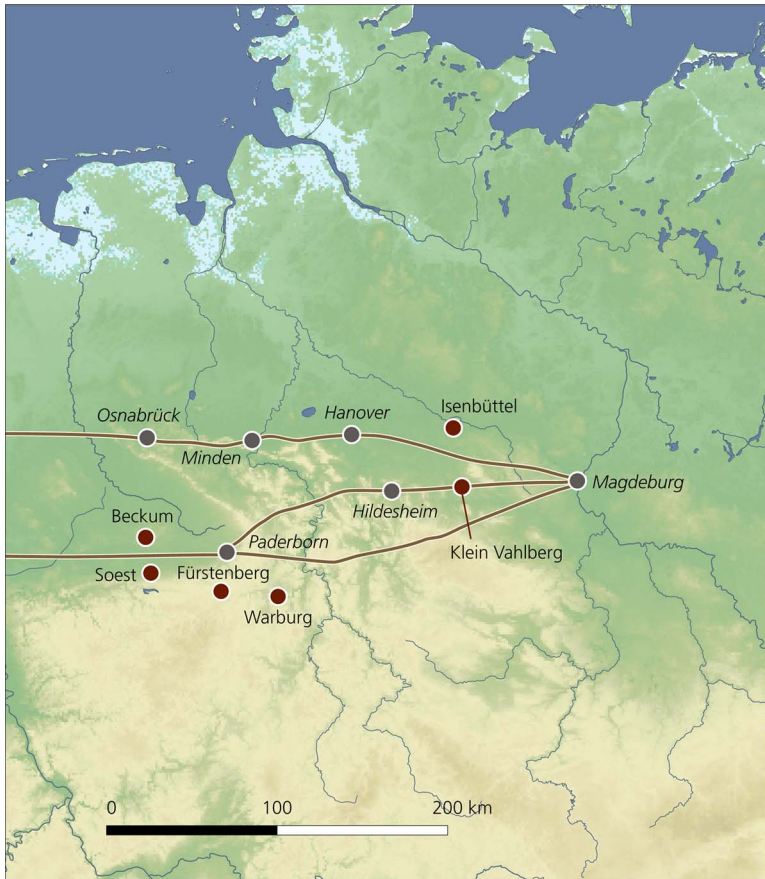 Isenbüttel
Hanover
Osnabrück
Minden
Magdeburg
Hildesheim
Beckum
Paderborn
Klein Vahlberg
Soest
Fürstenberg
Warburg
0 100 200 km